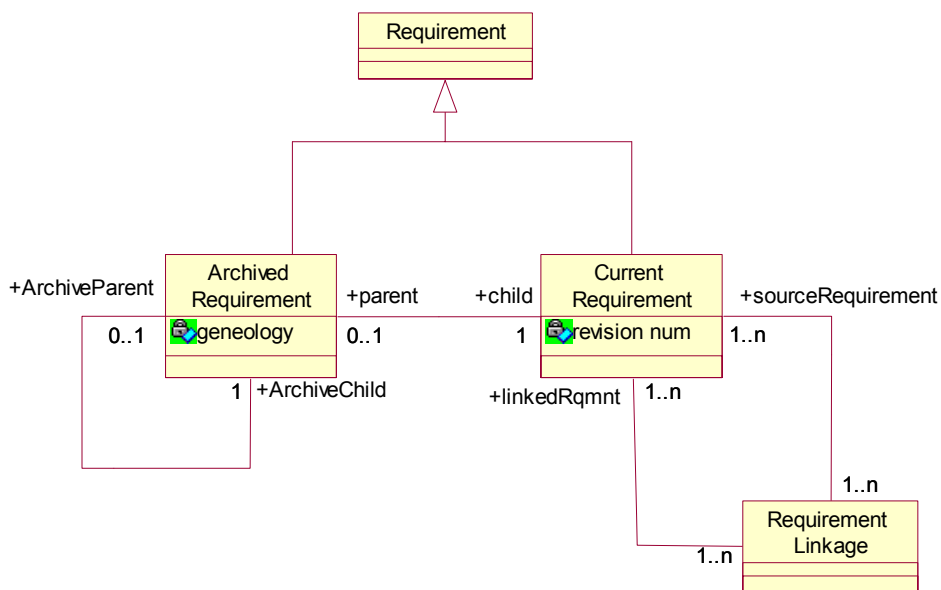 Requirement
Archived
Requirement
geneology
Current
Requirement
revision num
+ArchiveParent
0..1
+parent
0..1
+child
1
+sourceRequirement
1..n
1
+ArchiveChild
+linkedRqmnt
1..n
1..n
1..n
Requirement
Linkage